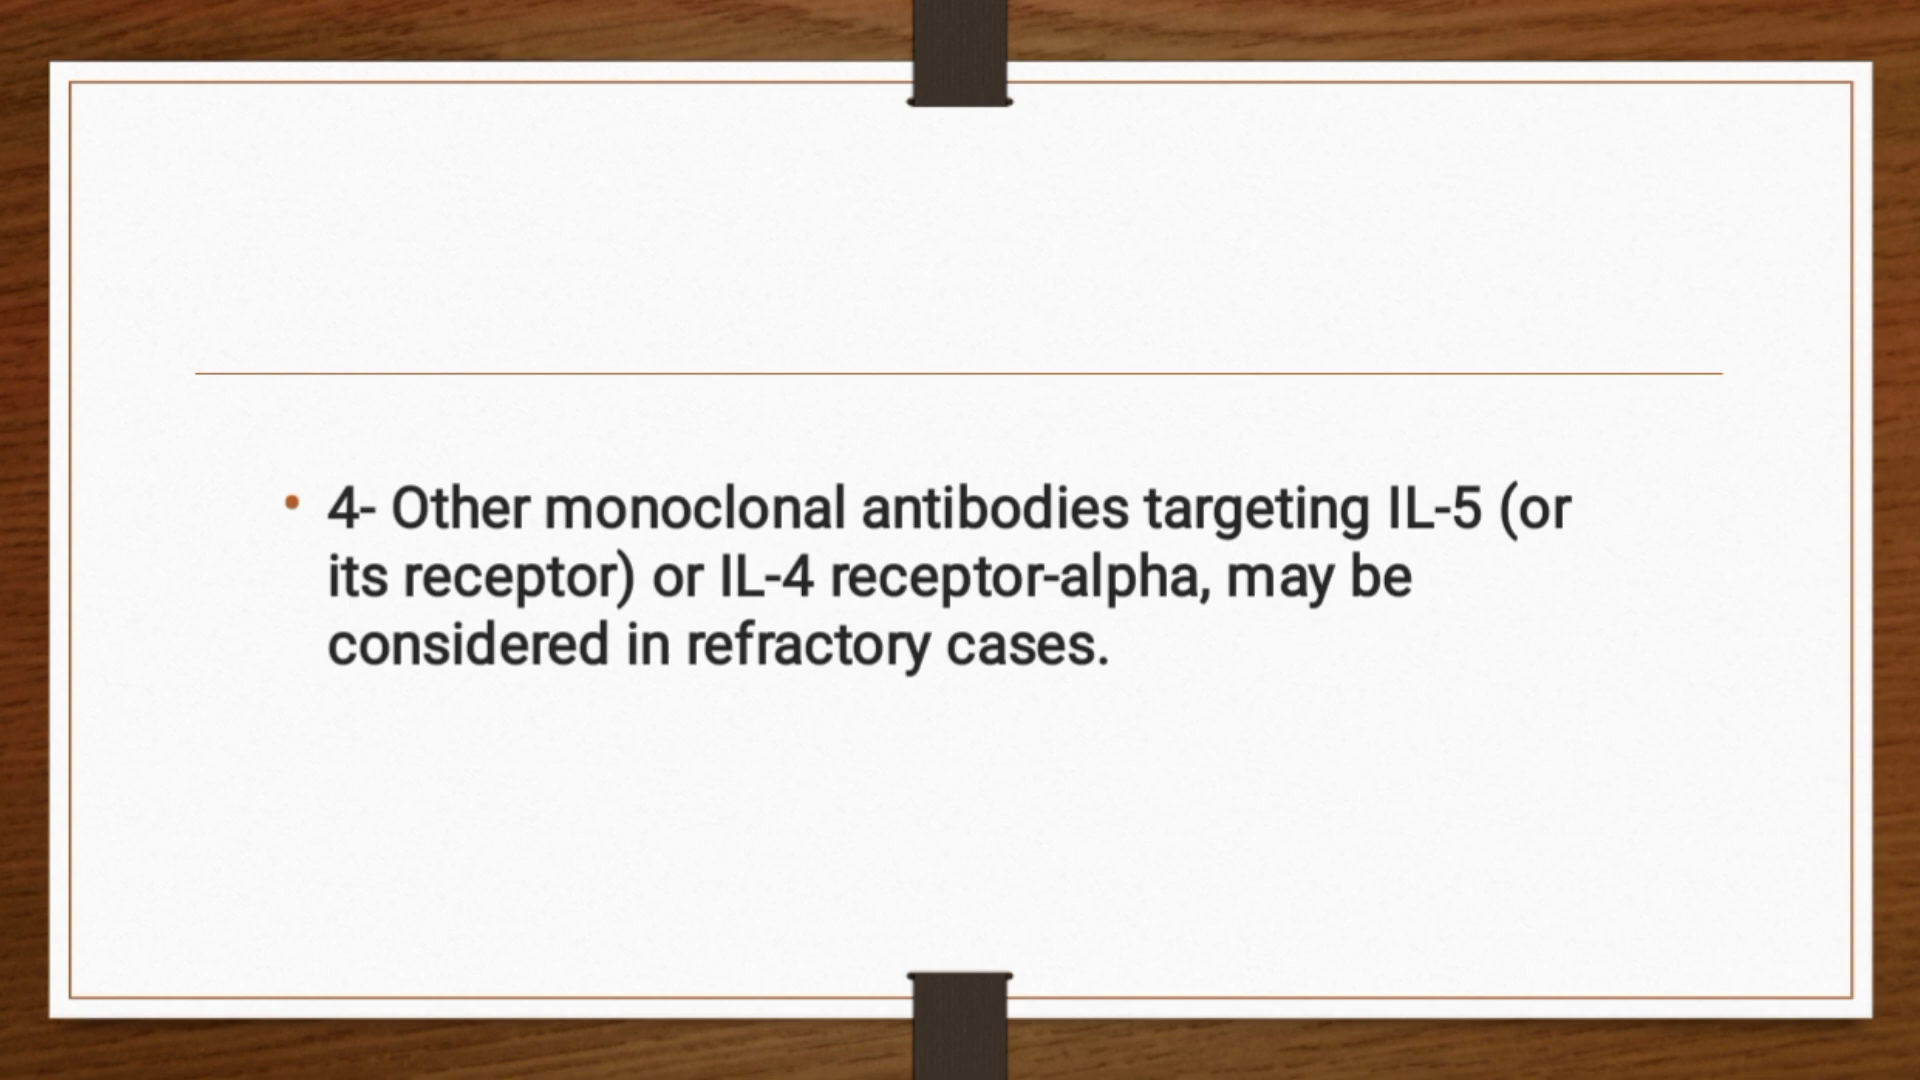 • 4- Other monoclonal antibodies targeting IL-5 (or
its receptor) or IL-4 receptor-alpha, may be
considered in refractory cases.